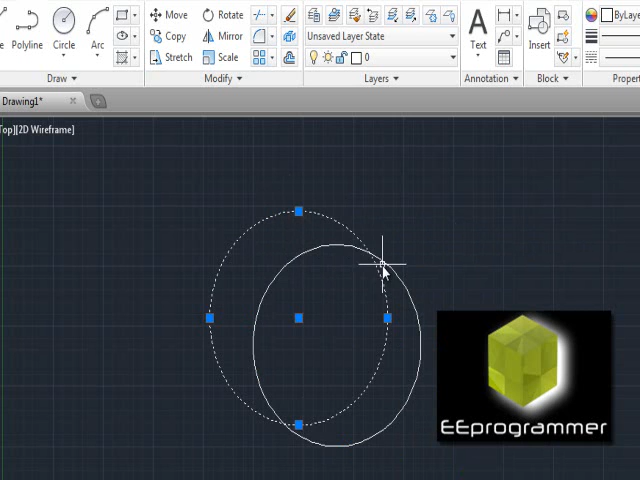 Polyline
Circle
Arc
Move
Rotate
Copy
Mirror
Stretch
Scale
Draw
Modify
Unsaved Layer State
0
Layers
Text
Annotation
Insert
Block
ByLaye
Propert
Drawing1*
Top][2D Wireframe]
EEprogrammer